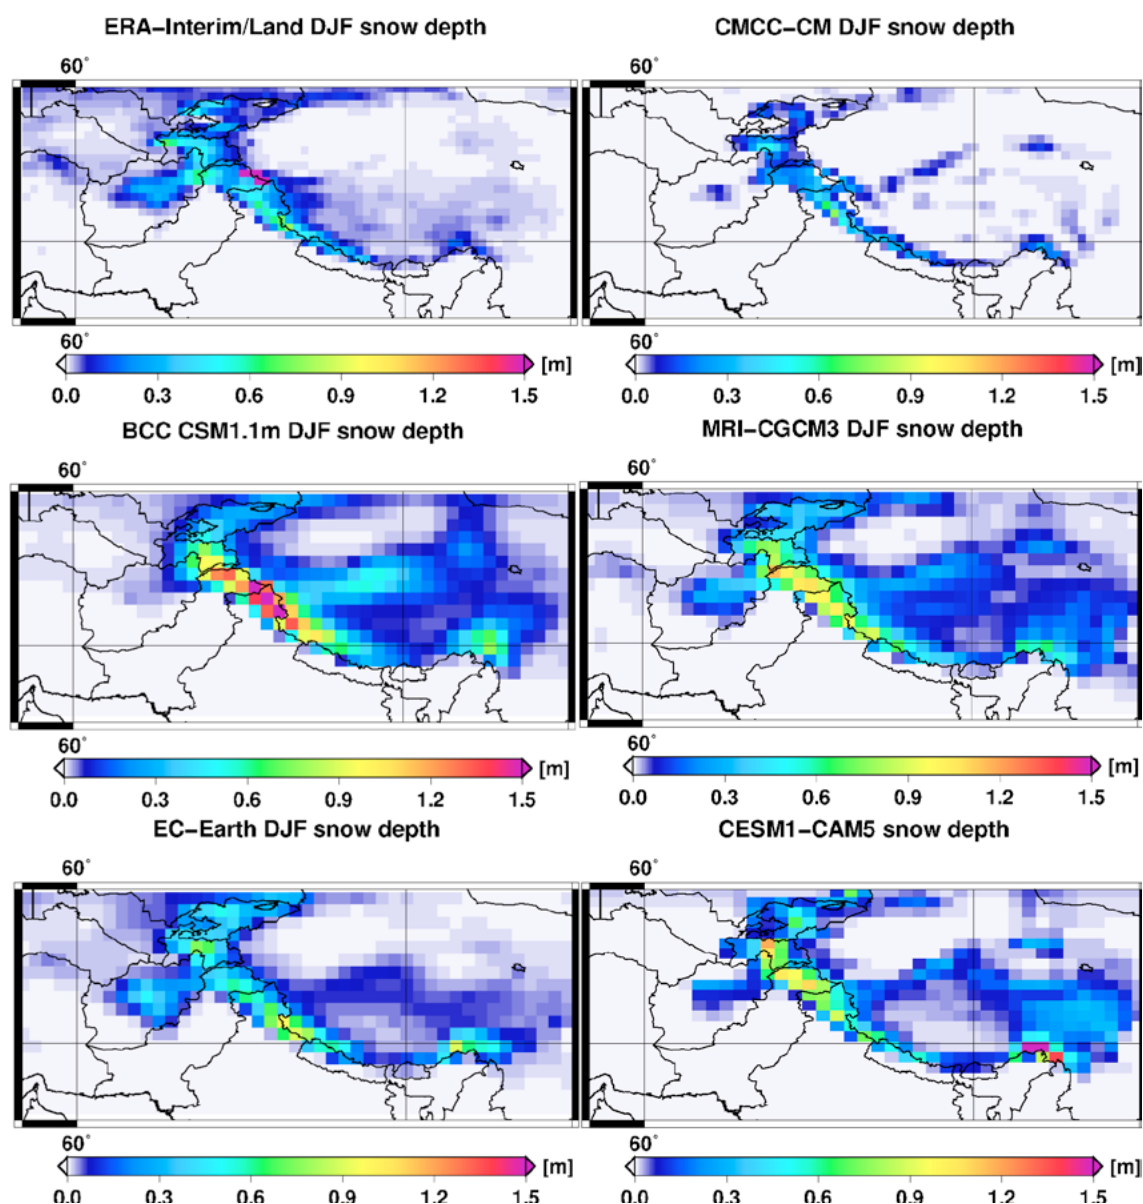 ERA-Interim/Land DJF snow depth
CMCC-CM DJF snow depth
60°
60°
60°
60°
[m]
[m]
0.0 0.3 0.6 0.9 1.2 1.5
0.0 0.3 0.6 0.9 1.2 1.5
BCC CSM1.1m DJF snow depth
MRI-CGCM3 DJF snow depth
60°
60°
60°
60°
[m]
[m]
0.0 0.3 0.6 0.9 1.2 1.5
0.0 0.3 0.6 0.9 1.2 1.5
EC-Earth DJF snow depth
CESM1-CAM5 snow depth
60°
60°
60°
60°
[m]
[m]
0.0 0.3 0.6 0.9 1.2 1.5
0.0 0.3 0.6 0.9 1.2 1.5